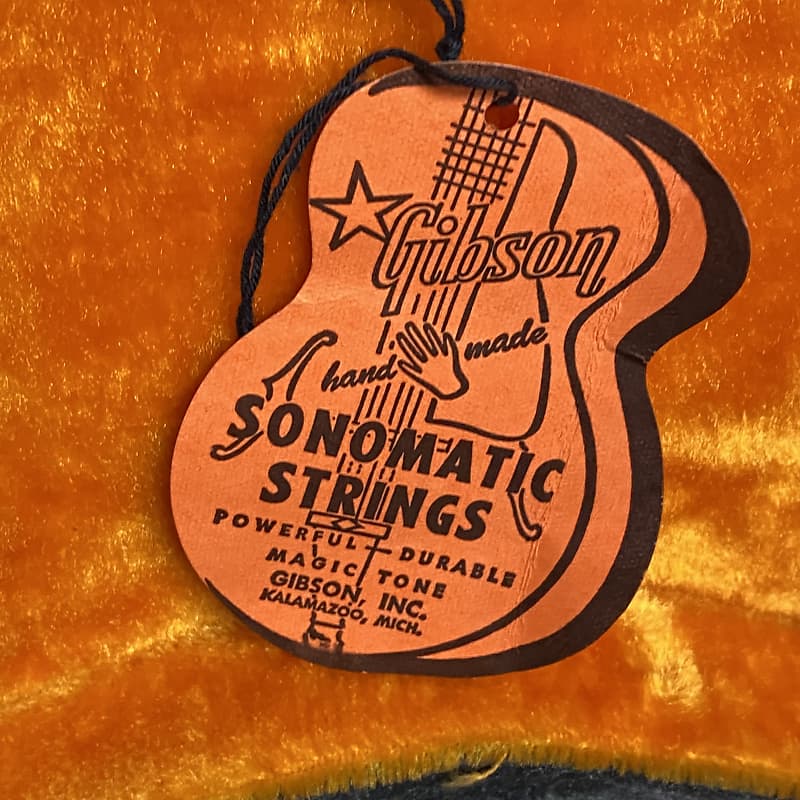 Gibson
hand made
SONOMATIC
STRINGS
POWERFUL - DURABLE
MAGIC TONE
GIBSON, INC.
KALAMAZOO, MICH.